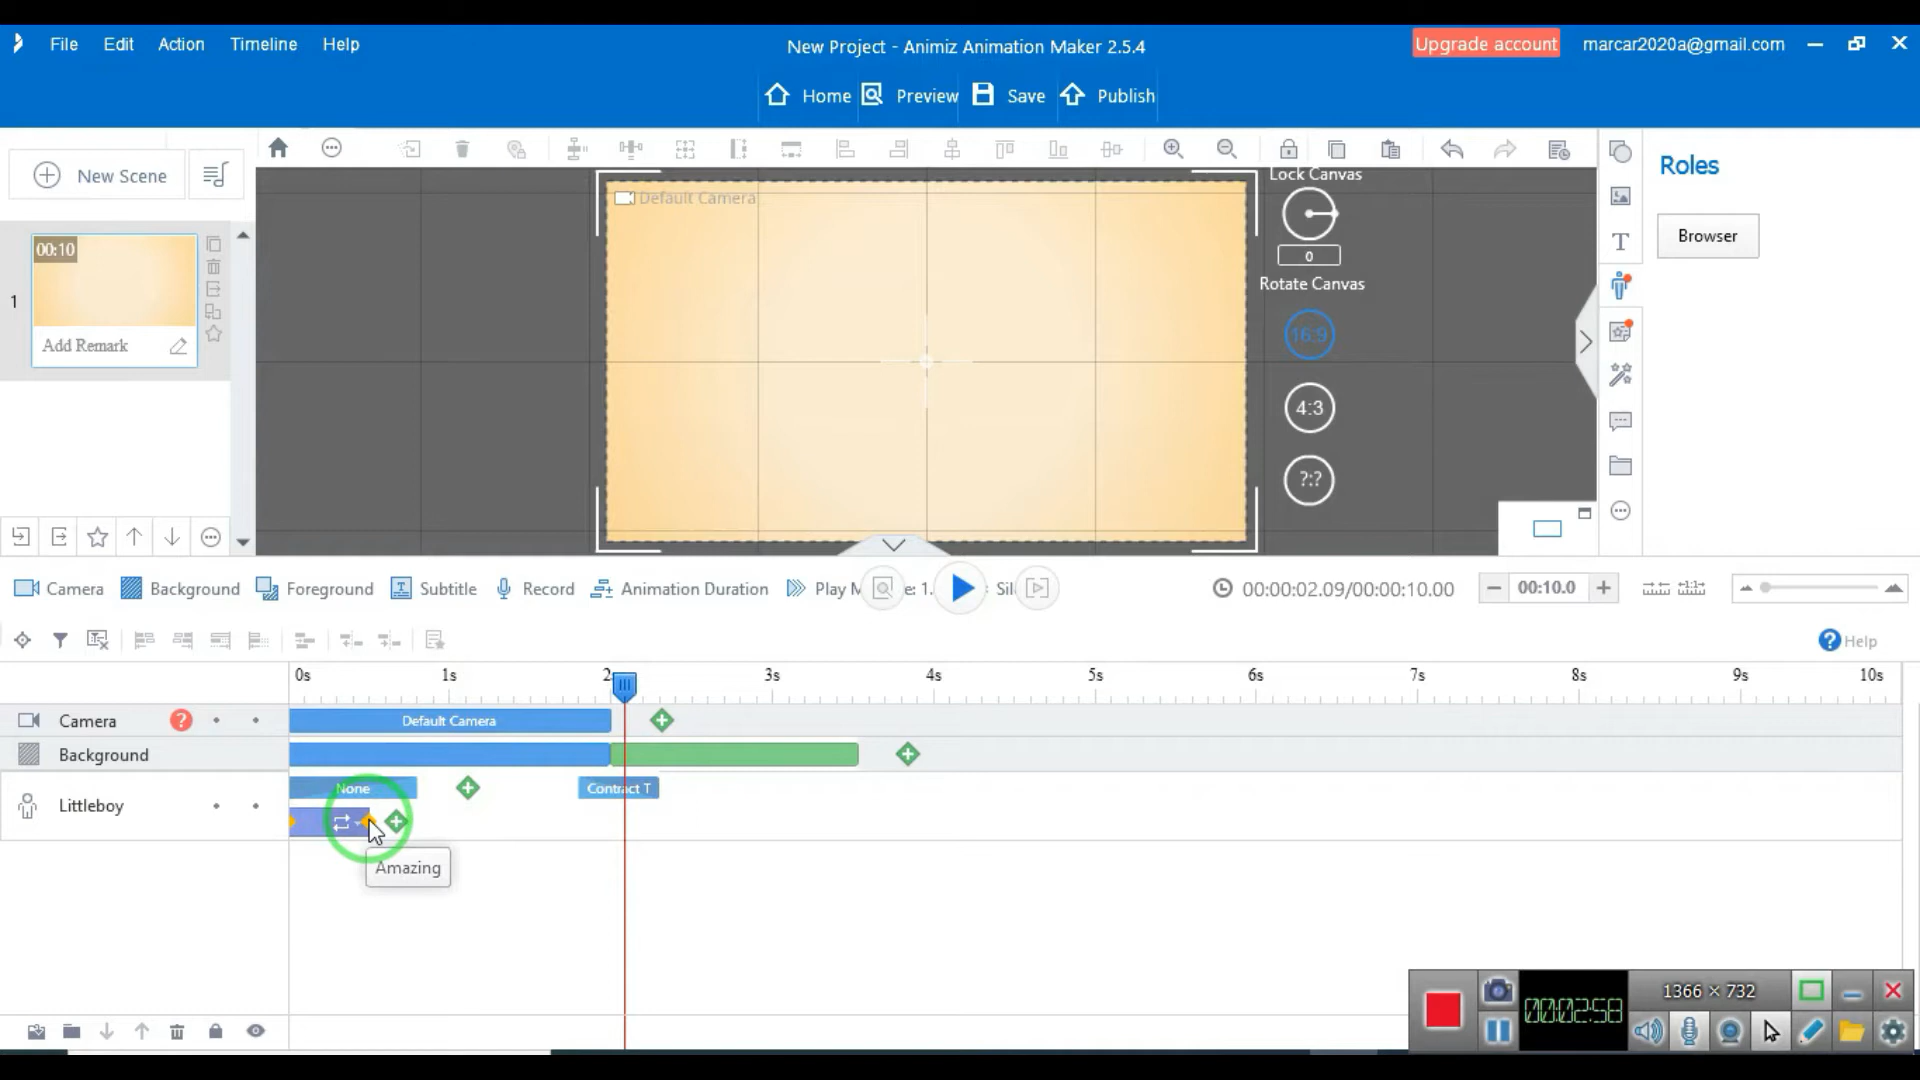 File Edit Action Timeline Help
New Project - Animiz Animation Maker 2.5.4
Upgrade account
marcar2020a@gmail.com
Home Preview Save Publish
New Scene
00:10
1
Add Remark
Default Camera
Lock Canvas
0
Rotate Canvas
16:9
4:3
?:?
Roles
Browser
Camera Background Foreground Subtitle Record Animation Duration Play M e: 1. : Sil
00:00:02.09/00:00:10.00
00:10.0
Help
0s 1s 2 3s 4s 5s 6s 7s 8s 9s 10s
Camera ? Default Camera
Background
Littleboy
None
Contract T
Amazing
00:02:58
1366 × 732